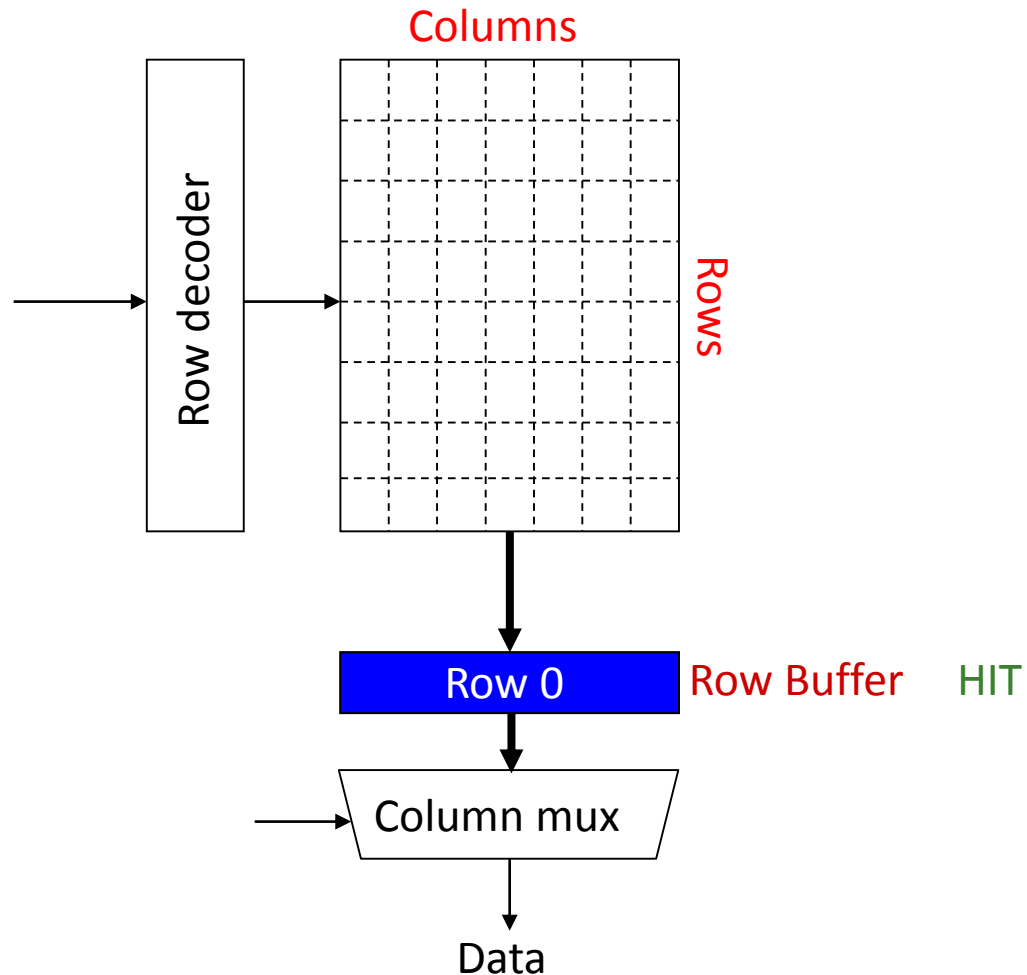 Columns
Row decoder
Rows
Row 0
Row Buffer HIT
Column mux
Data